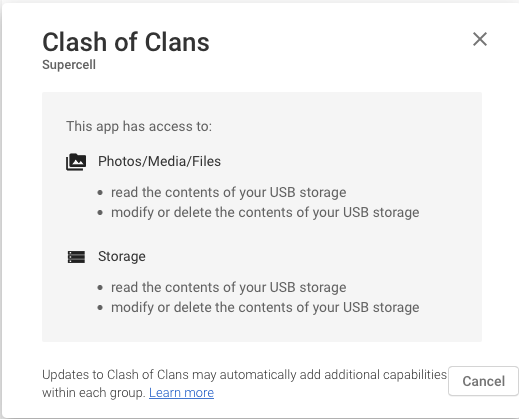 Clash of Clans
Supercell
This app has access to:
Photos/Media/Files
• read the contents of your USB storage
• modify or delete the contents of your USB storage
Storage
• read the contents of your USB storage
• modify or delete the contents of your USB storage
Updates to Clash of Clans may automatically add additional capabilities
within each group. Learn more
Cancel